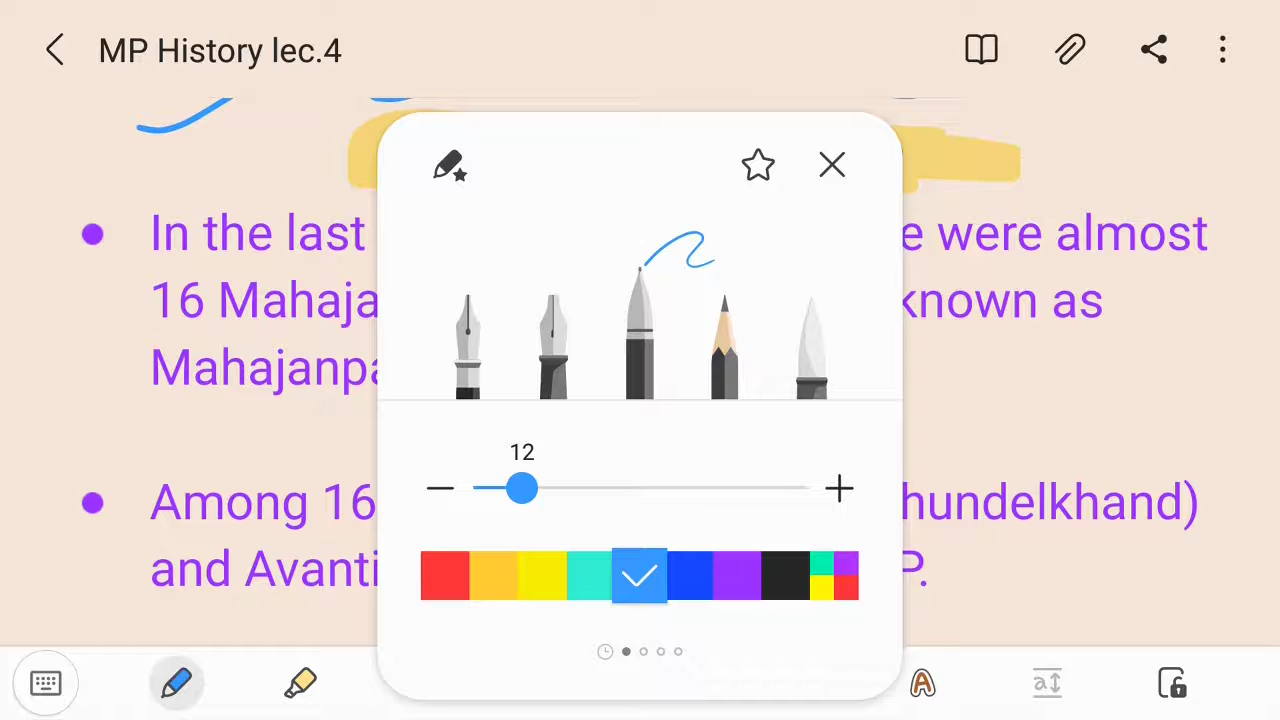 MP History lec.4
In the last e were almost
16 Mahaja known as
Mahajanpa
12
Among 16 hundelkhand)
and Avanti P.